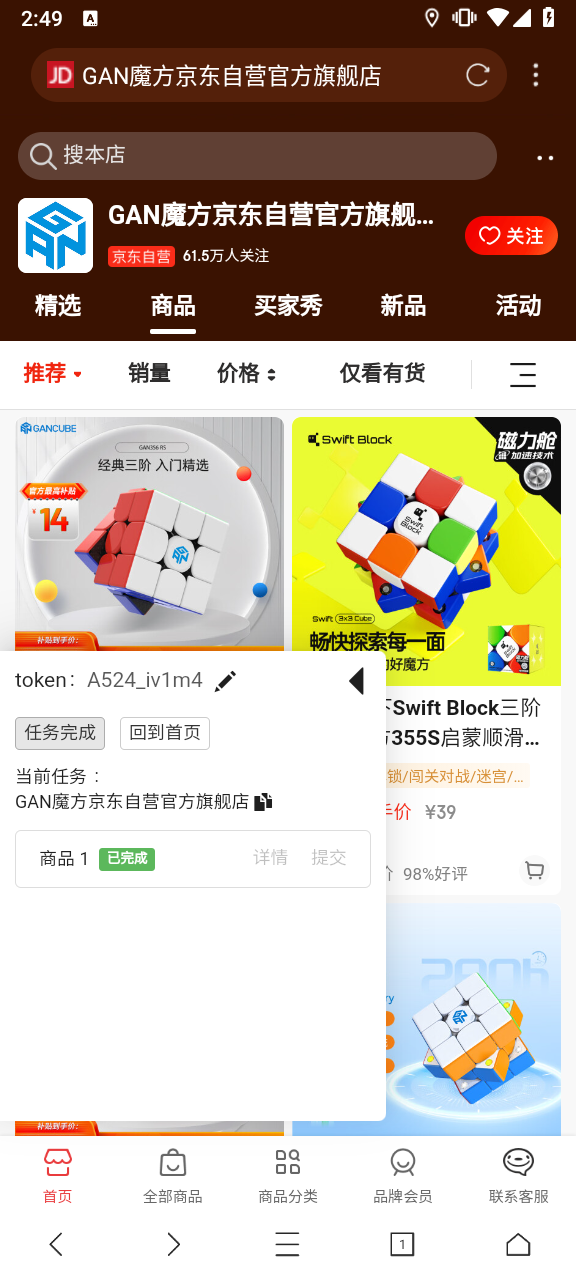 2:49
A
JD GAN魔方京东自营官方旗舰店
搜本店
GAN
GAN魔方京东自营官方旗舰...
京东自营 61.5万人关注
关注
精选 商品 买家秀 新品 活动
推荐 销量 价格 仅看有货
GANCUBE
GAN356 RS
经典三阶 入门精选
官方最高补贴
¥14
补贴到手价:
Swift Block
磁力舱
加速技术
Swift Block
Swift 3x3 Cube
畅快探索每一面
的好魔方
token： A524_iv1m4
任务完成 回到首页
当前任务：
GAN魔方京东自营官方旗舰店
商品 1 已完成 详情 提交
Swift Block三阶
355S启蒙顺滑...
锁/闯关对战/迷宫/...
手价 ¥39
98%好评
ry
补贴到手价:
首页 全部商品 商品分类 品牌会员 联系客服
1